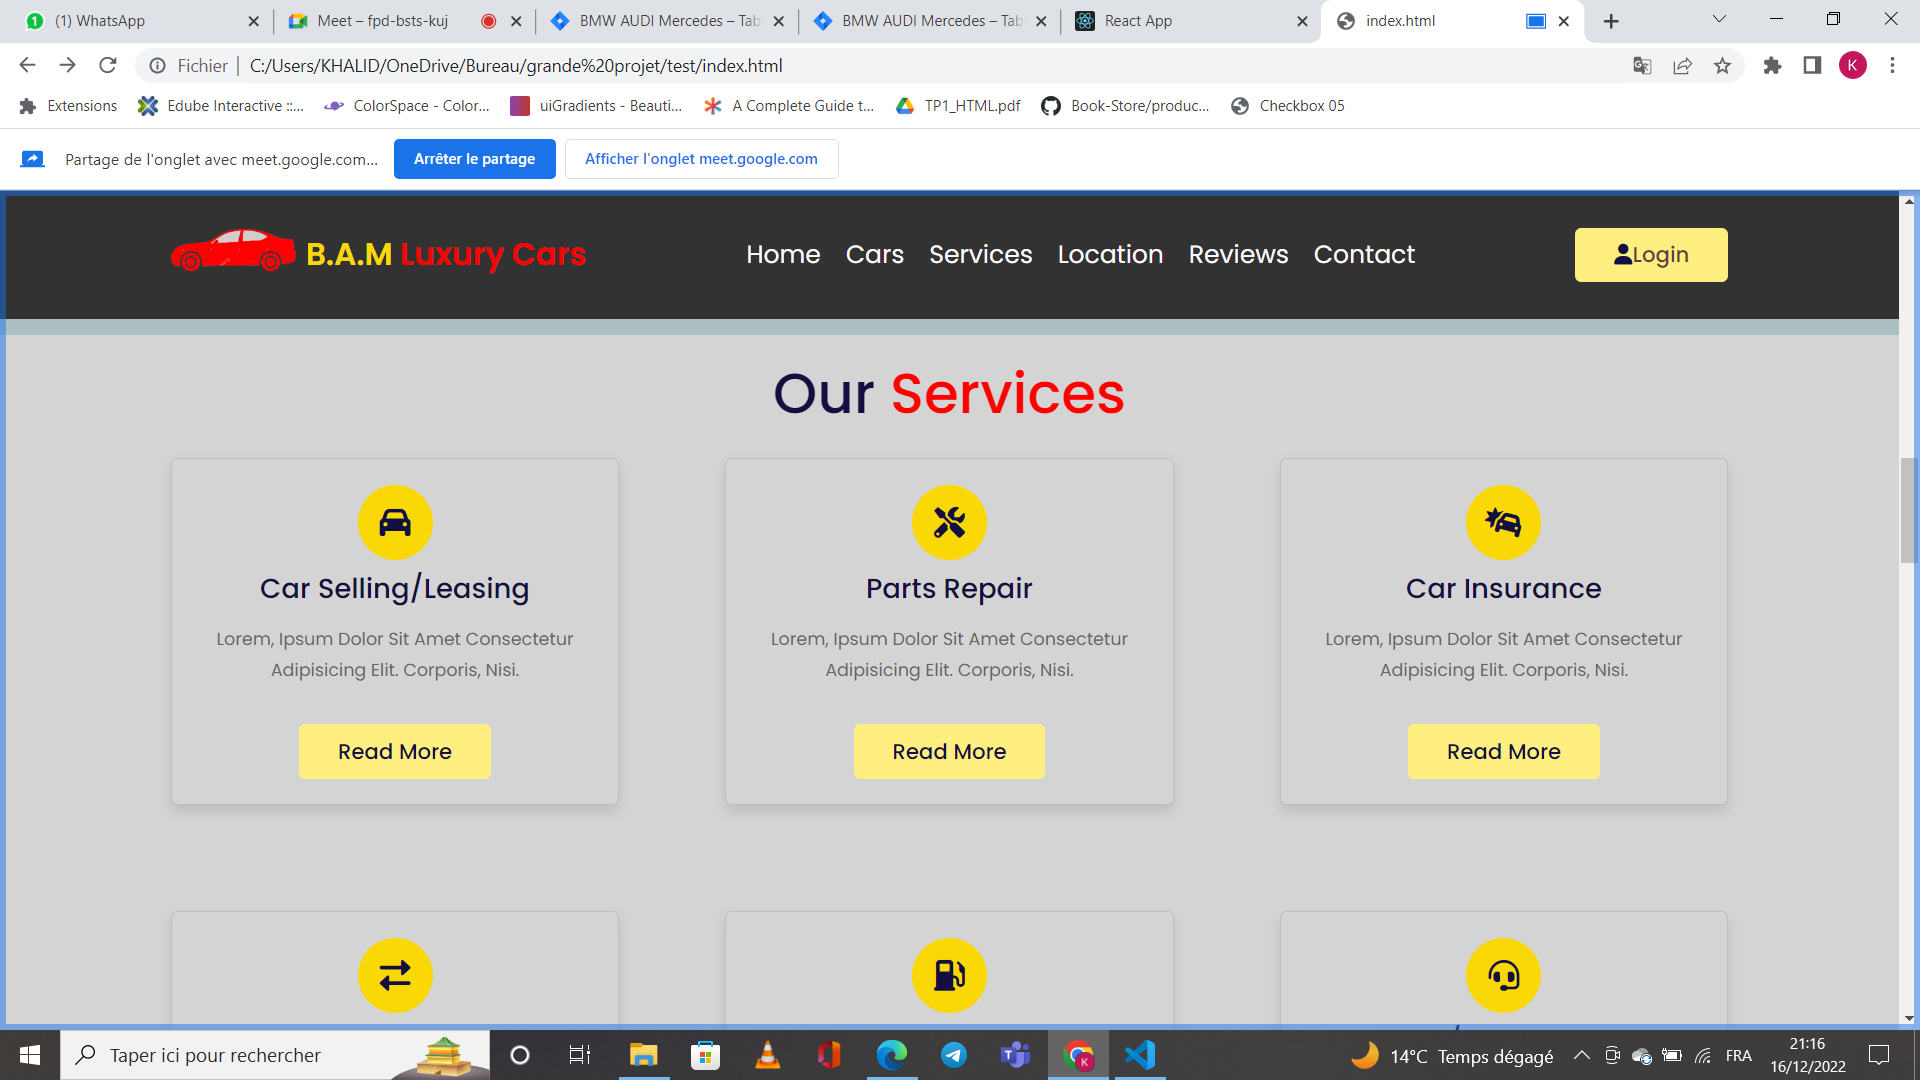 (1) WhatsApp
Meet – fpd-bsts-kuj
BMW AUDI Mercedes – Tab
BMW AUDI Mercedes – Tab
React App
index.html
Fichier | C:/Users/KHALID/OneDrive/Bureau/grande%20projet/test/index.html
K
Extensions
Edube Interactive ::...
ColorSpace - Color...
uiGradients - Beauti...
A Complete Guide t...
TP1_HTML.pdf
Book-Store/produc...
Checkbox 05
Partage de l'onglet avec meet.google.com...
Arrêter le partage
Afficher l'onglet meet.google.com
B.A.M Luxury Cars
Home
Cars
Services
Location
Reviews
Contact
Login
Our Services
Car Selling/Leasing
Lorem, Ipsum Dolor Sit Amet Consectetur
Adipisicing Elit. Corporis, Nisi.
Read More
Parts Repair
Lorem, Ipsum Dolor Sit Amet Consectetur
Adipisicing Elit. Corporis, Nisi.
Read More
Car Insurance
Lorem, Ipsum Dolor Sit Amet Consectetur
Adipisicing Elit. Corporis, Nisi.
Read More
Taper ici pour rechercher
14°C Temps dégagé
FRA
21:16
16/12/2022